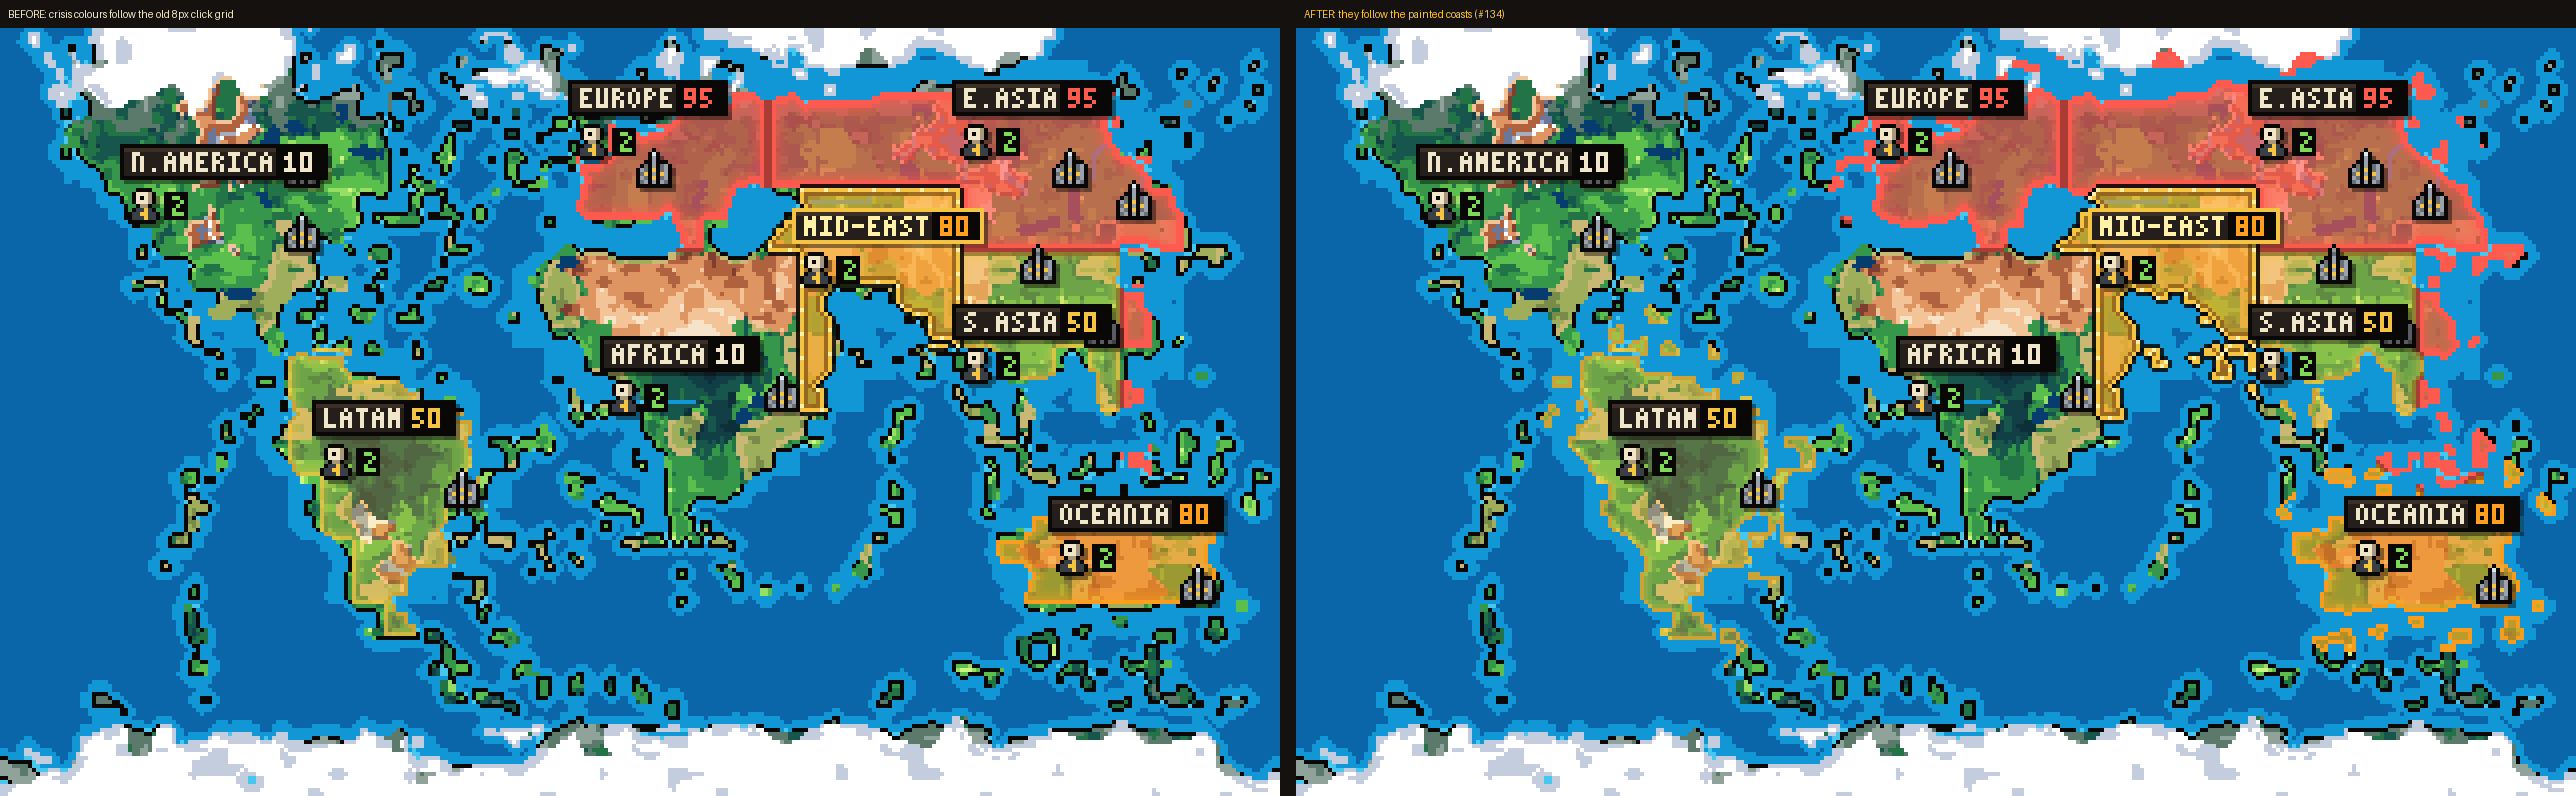 BEFORE: crisis colours follow the old 8px click grid
EUROPE 95
E.ASIA 95
2
2
N.AMERICA 10
2
MID-EAST 80
2
S.ASIA 50
AFRICA 10
2
2
LATAM 50
2
OCEANIA 80
2
AFTER: they follow the painted coasts (#134)
EUROPE 95
E.ASIA 95
2
2
N.AMERICA 10
2
MID-EAST 80
2
S.ASIA 50
AFRICA 10
2
2
LATAM 50
2
OCEANIA 80
2